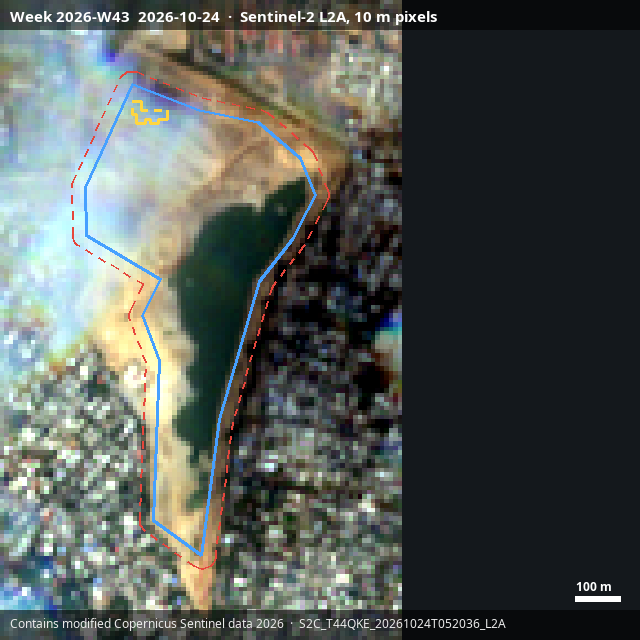 Week 2026-W43 2026-10-24 · Sentinel-2 L2A, 10 m pixels
100 m
Contains modified Copernicus Sentinel data 2026 · S2C_T44QKE_20261024T052036_L2A